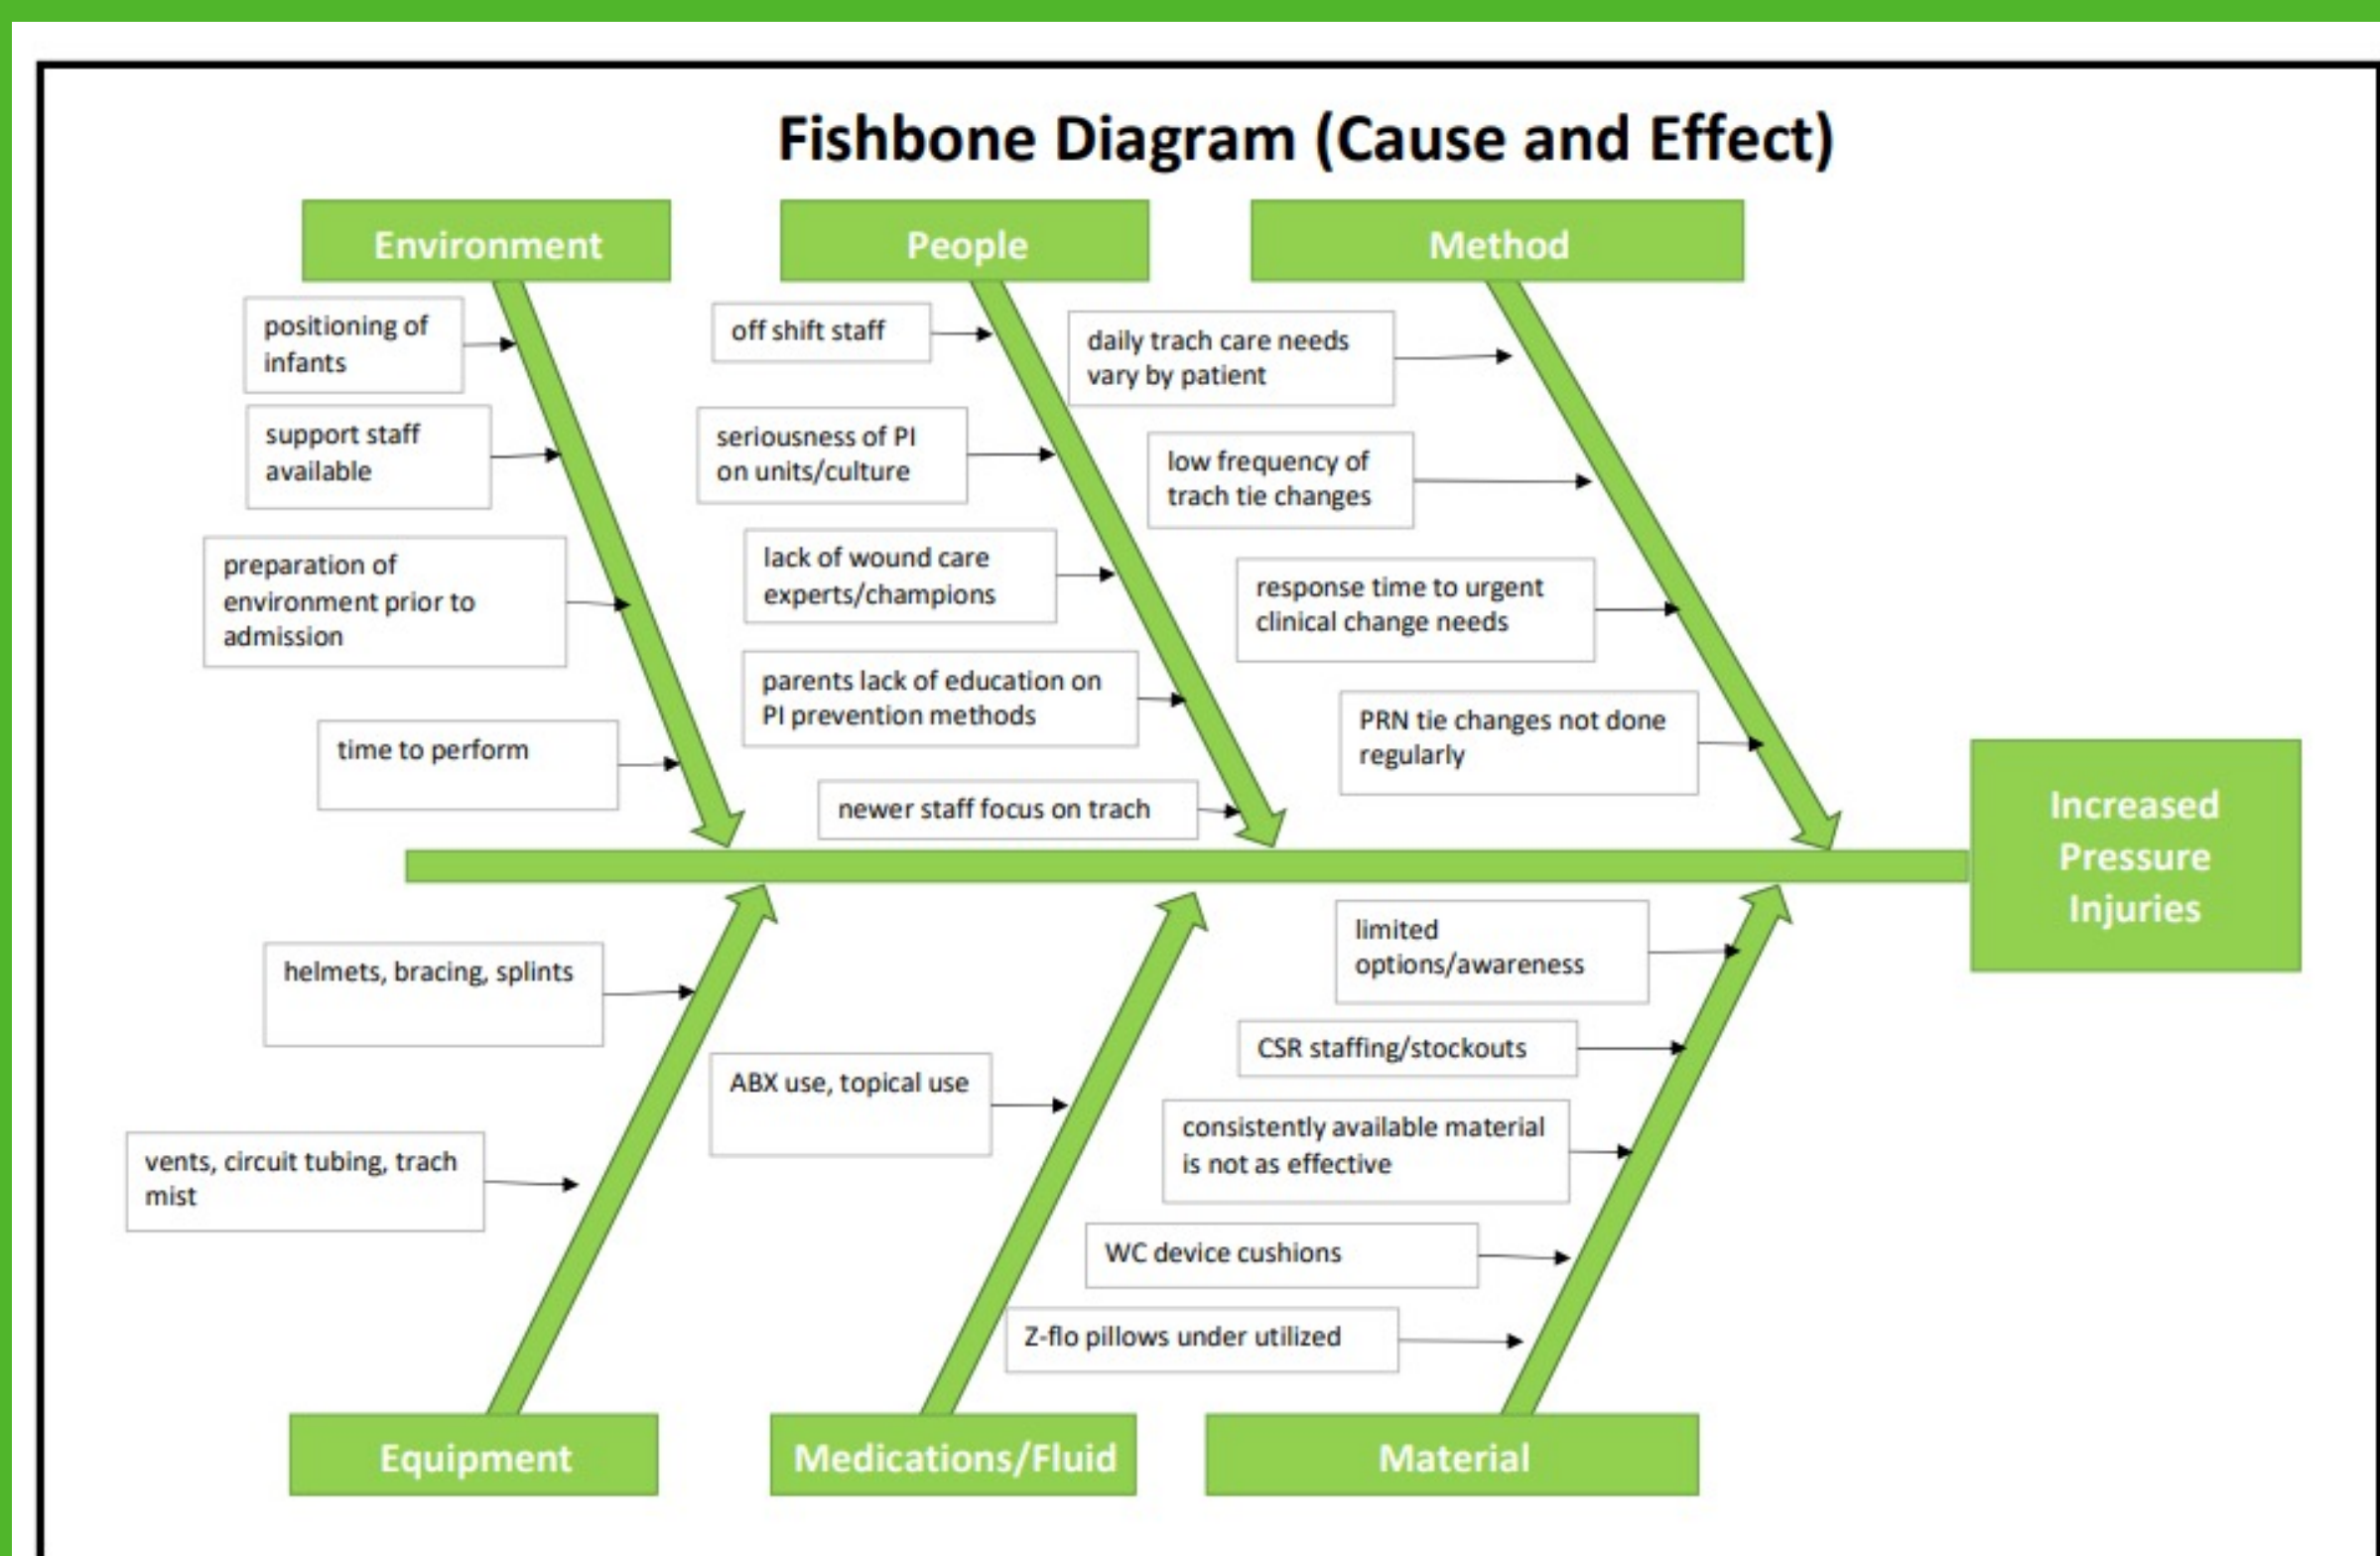 Fishbone Diagram (Cause and Effect)
Environment
People
Method
positioning of
infants
support staff
available
preparation of
environment prior to
admission
time to perform
off shift staff
seriousness of PI
on units/culture
lack of wound care
experts/champions
parents lack of education on
PI prevention methods
newer staff focus on trach
daily trach care needs
vary by patient
low frequency of
trach tie changes
response time to urgent
clinical change needs
PRN tie changes not done
regularly
Increased
Pressure
Injuries
helmets, bracing, splints
vents, circuit tubing, trach
mist
ABX use, topical use
limited
options/awareness
CSR staffing/stockouts
consistently available material
is not as effective
WC device cushions
Z-flo pillows under utilized
Equipment
Medications/Fluid
Material